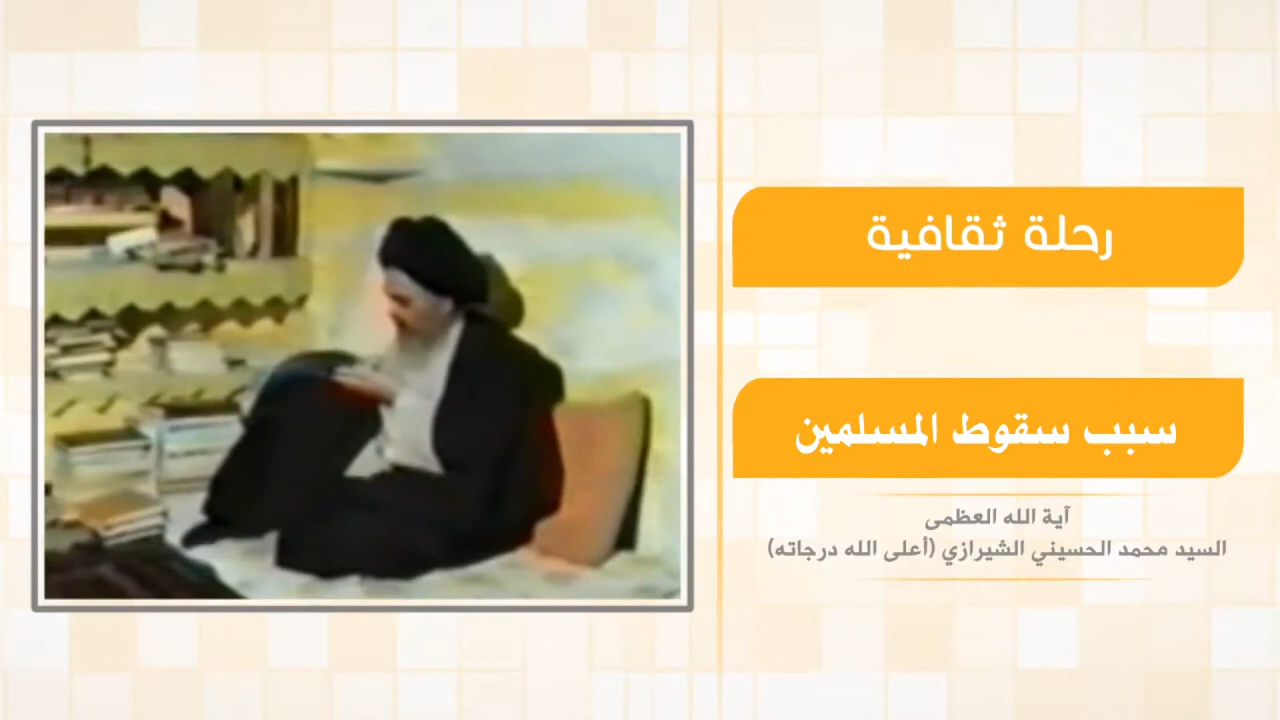 رحلة ثقافية
سبب سقوط المسلمين
آية الله العظمى
السيد محمد الحسيني الشيرازي (أعلى الله درجاته)